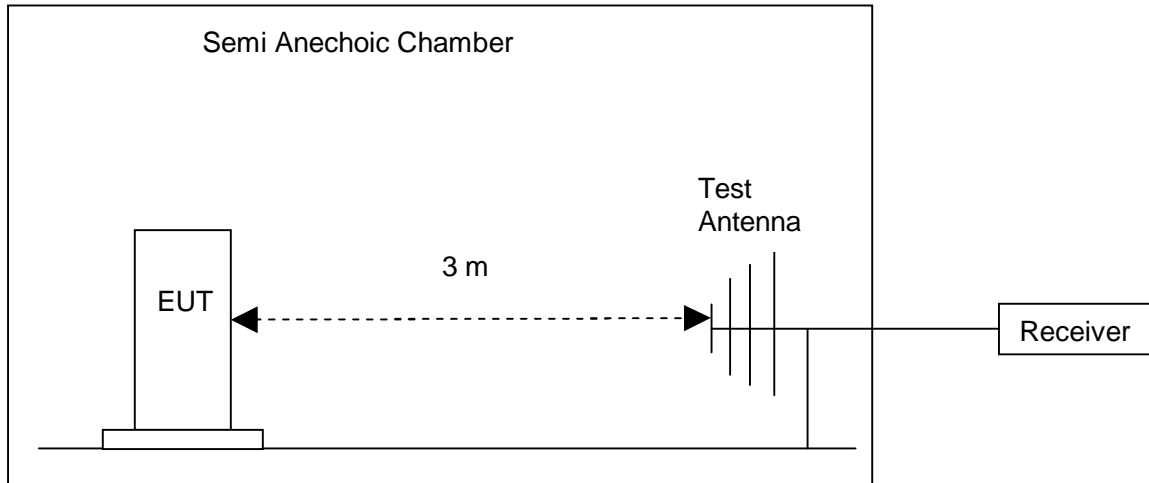 Semi Anechoic Chamber
Test
Antenna
3 m
EUT
Receiver